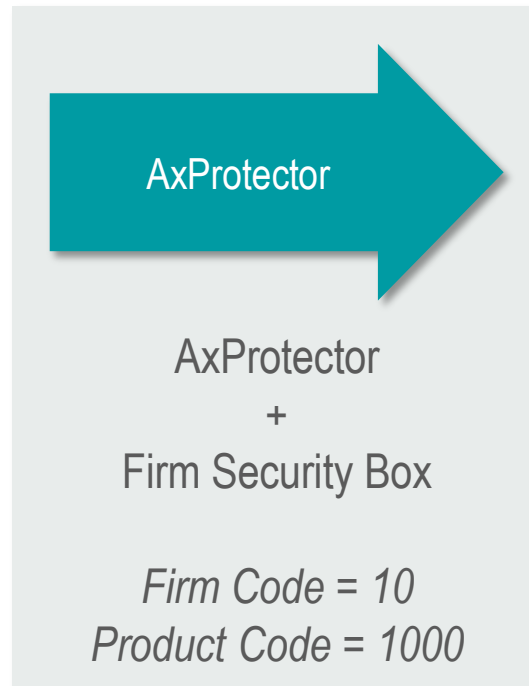 AxProtector
AxProtector
+
Firm Security Box
Firm Code = 10
Product Code = 1000